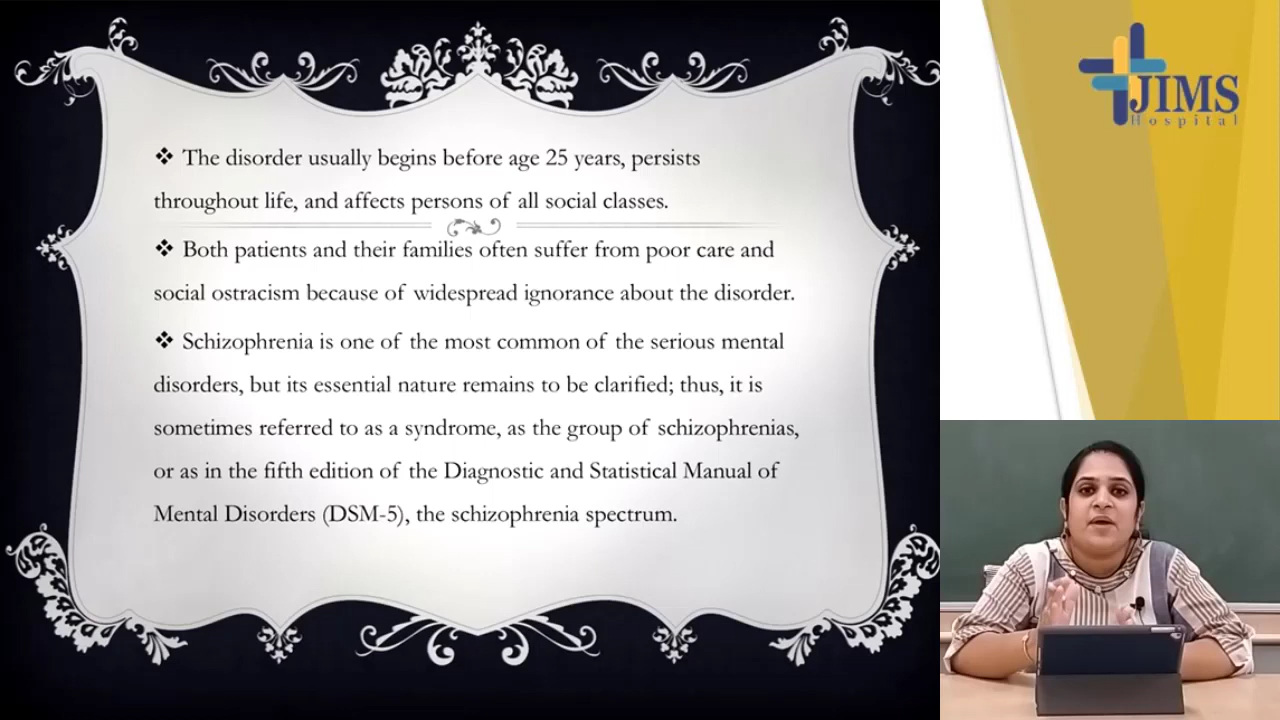 ❖ The disorder usually begins before age 25 years, persists
throughout life, and affects persons of all social classes.
❖ Both patients and their families often suffer from poor care and
social ostracism because of widespread ignorance about the disorder.
❖ Schizophrenia is one of the most common of the serious mental
disorders, but its essential nature remains to be clarified; thus, it is
sometimes referred to as a syndrome, as the group of schizophrenias,
or as in the fifth edition of the Diagnostic and Statistical Manual of
Mental Disorders (DSM-5), the schizophrenia spectrum.
JIMS
Hospital